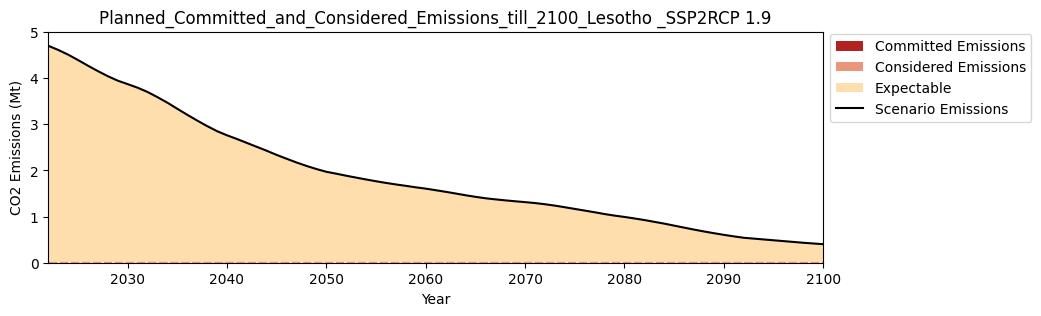 Planned_Committed_and_Considered_Emissions_till_2100_Lesotho _SSP2RCP 1.9
CO2 Emissions (Mt)
5
4
3
2
1
0
2030 2040 2050 2060 2070 2080 2090 2100
Year
Committed Emissions
Considered Emissions
Expectable
Scenario Emissions